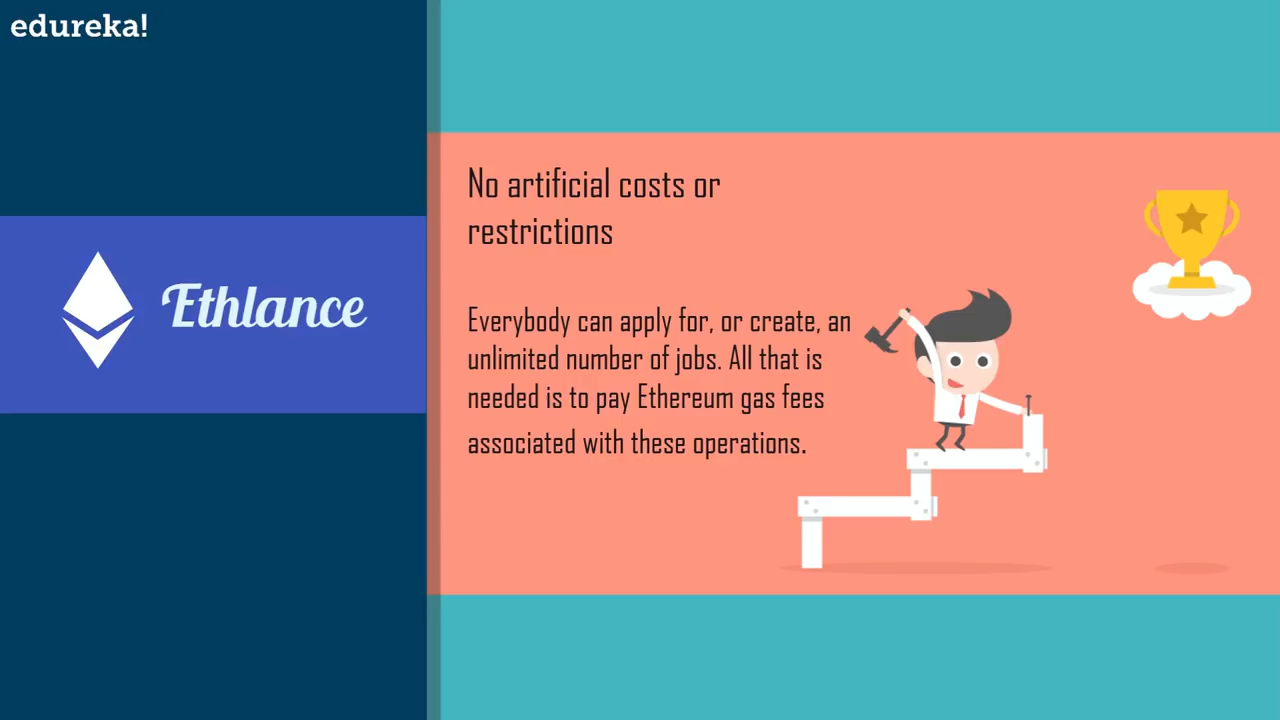 edureka!
Ethlance
No artificial costs or
restrictions
Everybody can apply for, or create, an
unlimited number of jobs. All that is
needed is to pay Ethereum gas fees
associated with these operations.